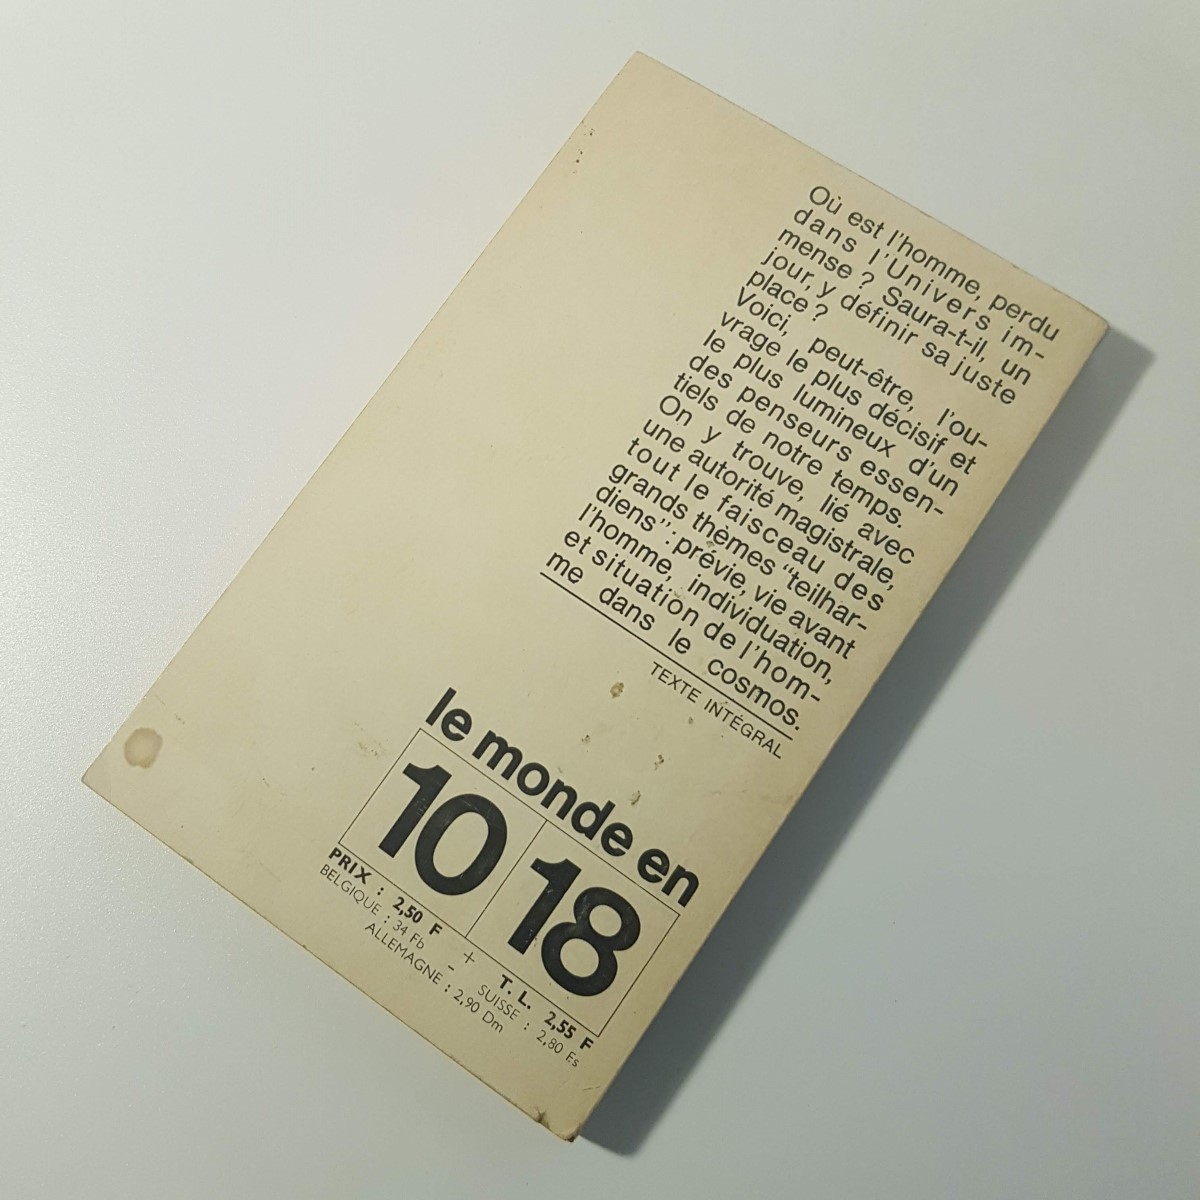 Où est l'homme, perdu
dans l'Univers im-
mense ? Saura-t-il, un
jour, y définir sa juste
place ?
Voici, peut-être, l'ou-
vrage le plus décisif et
le plus lumineux d'un
des penseurs essen-
tiels de notre temps.
On y trouve, lié avec
une autorité magistrale,
tout le faisceau des
grands thèmes "teilhar-
diens": prévie, vie avant
l'homme, individuation,
et situation de l'hom-
me dans le cosmos.
TEXTE INTÉGRAL
le monde en
10 18
PRIX : 2,50 F + T. L. 2,55 F
BELGIQUE : 34 Fb - SUISSE : 2,80 Fs
ALLEMAGNE : 2,90 Dm